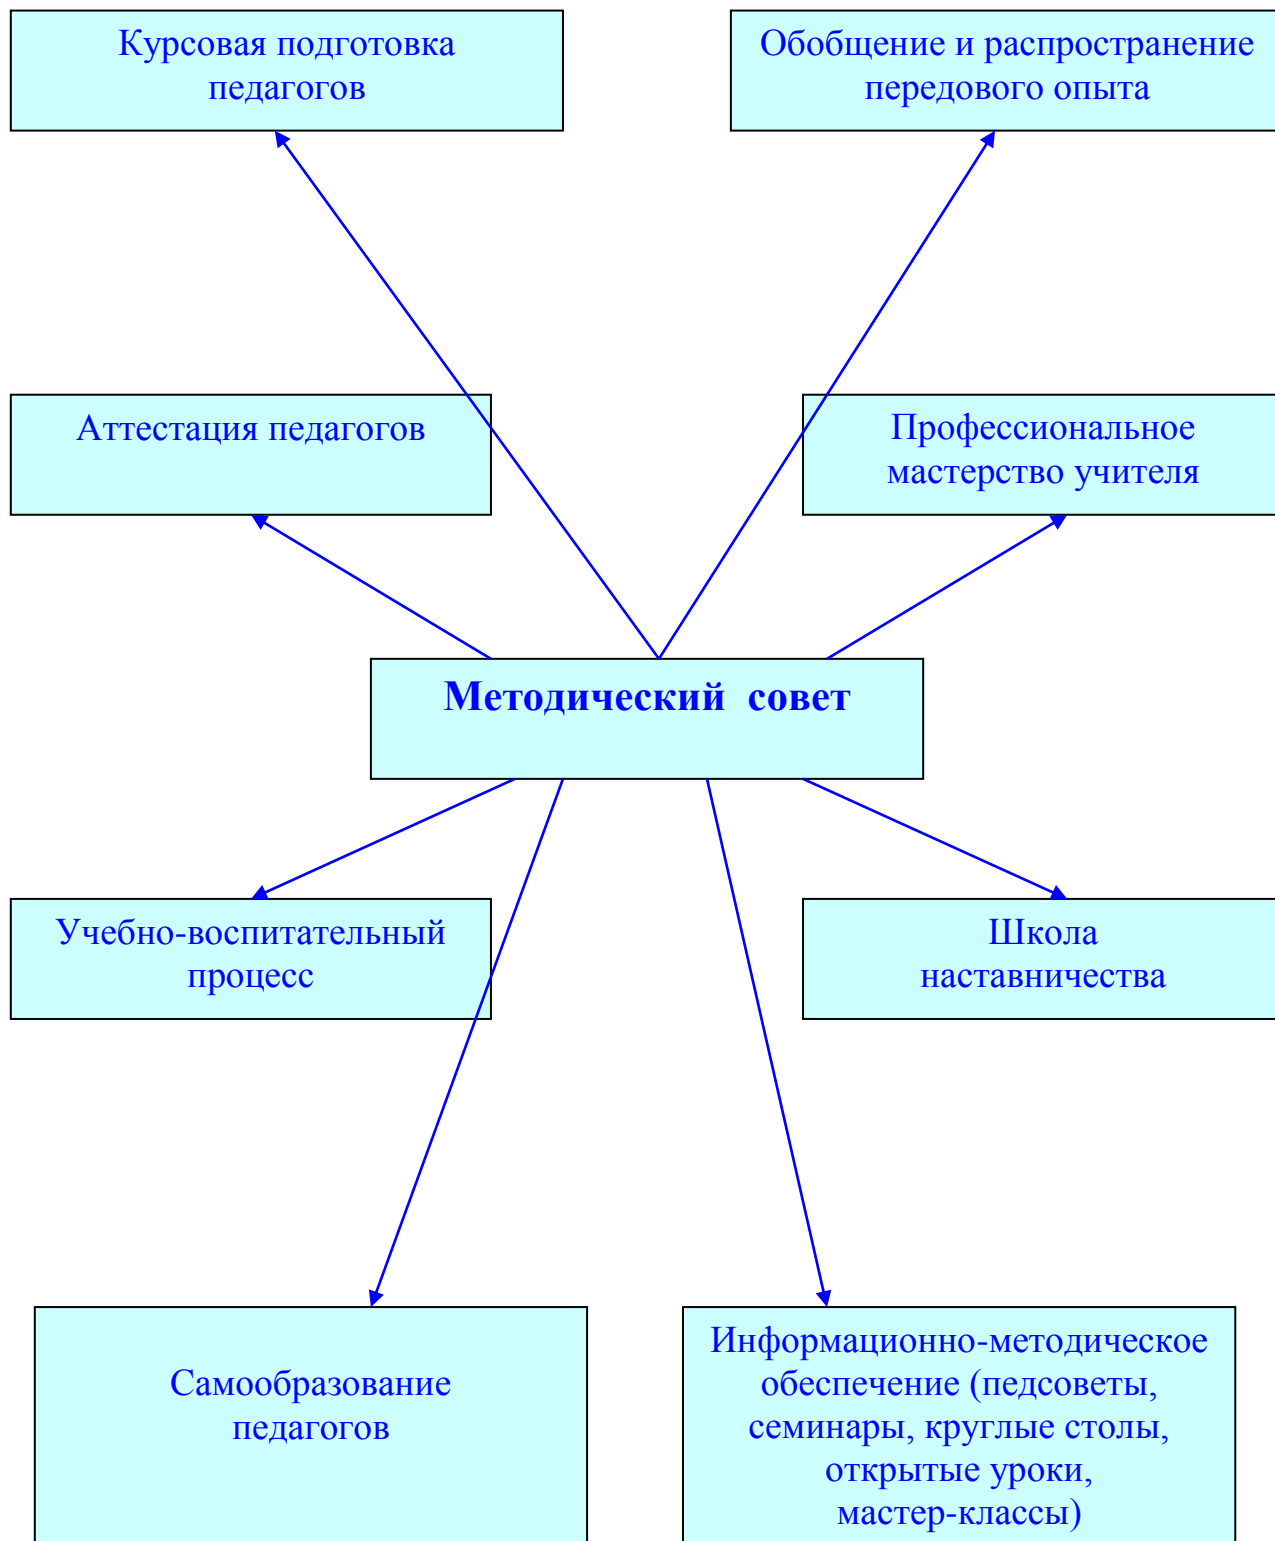 Курсовая подготовка
педагогов
Обобщение и распространение
передового опыта
Аттестация педагогов
Профессиональное
мастерство учителя
Методический совет
Учебно-воспитательный
процесс
Школа
наставничества
Самообразование
педагогов
Информационно-методическое
обеспечение (педсоветы,
семинары, круглые столы,
открытые уроки,
мастер-классы)